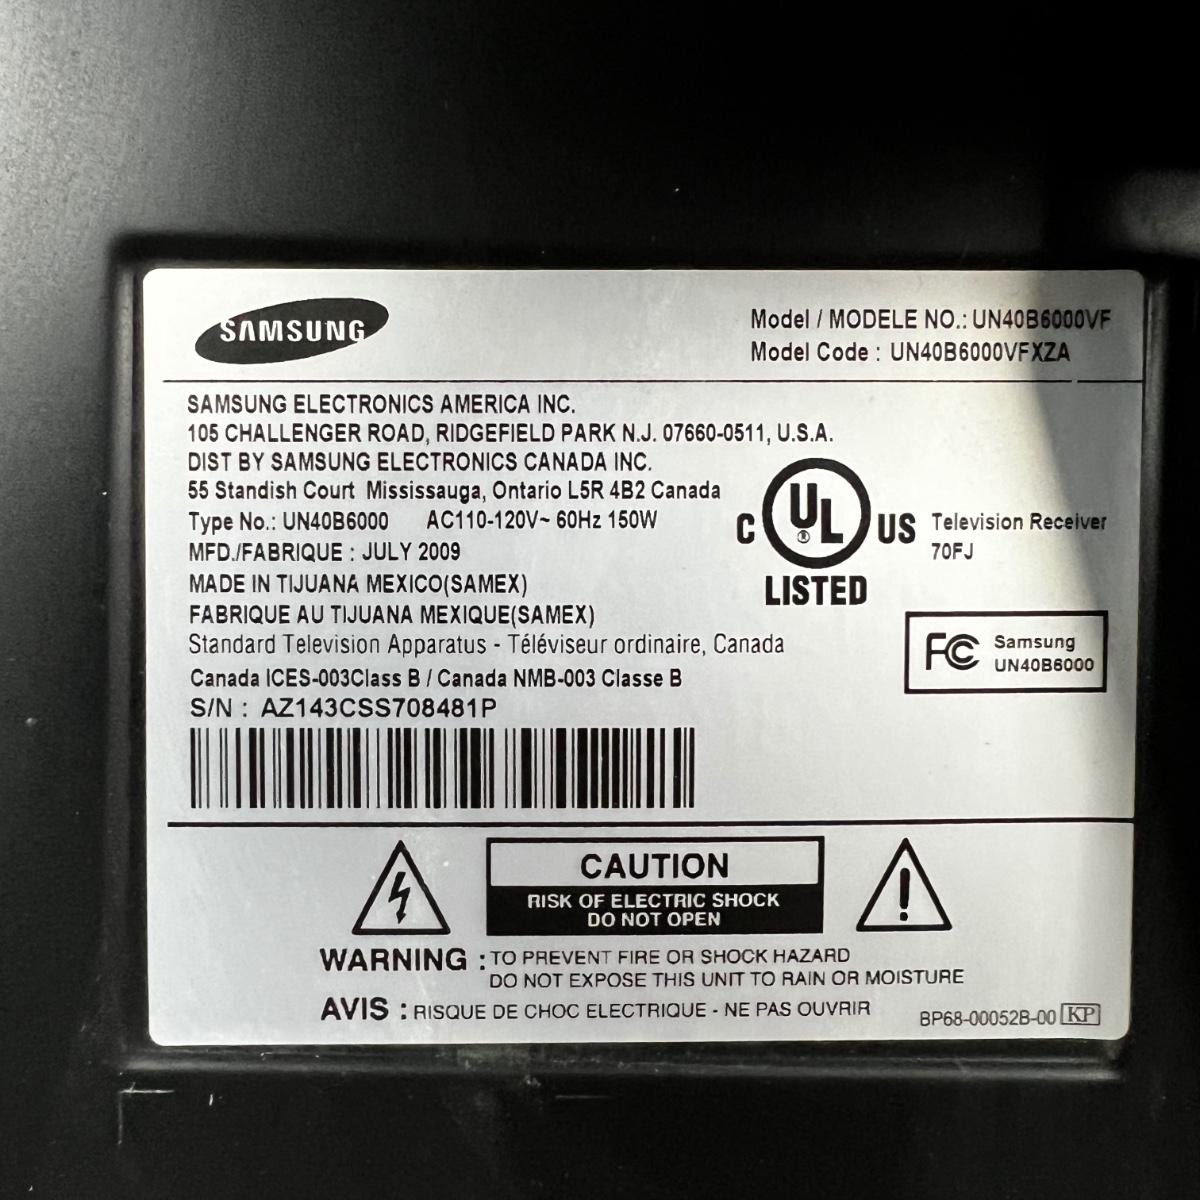 SAMSUNG
Model / MODELE NO.: UN40B6000VF
Model Code : UN40B6000VFXZA
SAMSUNG ELECTRONICS AMERICA INC.
105 CHALLENGER ROAD, RIDGEFIELD PARK N.J. 07660-0511, U.S.A.
DIST BY SAMSUNG ELECTRONICS CANADA INC.
55 Standish Court Mississauga, Ontario L5R 4B2 Canada
Type No.: UN40B6000 AC110-120V~ 60Hz 150W
MFD./FABRIQUE : JULY 2009
MADE IN TIJUANA MEXICO(SAMEX)
FABRIQUE AU TIJUANA MEXIQUE(SAMEX)
Standard Television Apparatus - Téléviseur ordinaire, Canada
Canada ICES-003Class B / Canada NMB-003 Classe B
S/N : AZ143CSS708481P
C UL ® US
LISTED
Television Receiver
70FJ
FC Samsung
UN40B6000
CAUTION
RISK OF ELECTRIC SHOCK
DO NOT OPEN
WARNING : TO PREVENT FIRE OR SHOCK HAZARD
DO NOT EXPOSE THIS UNIT TO RAIN OR MOISTURE
AVIS : RISQUE DE CHOC ELECTRIQUE - NE PAS OUVRIR
BP68-00052B-00 KP